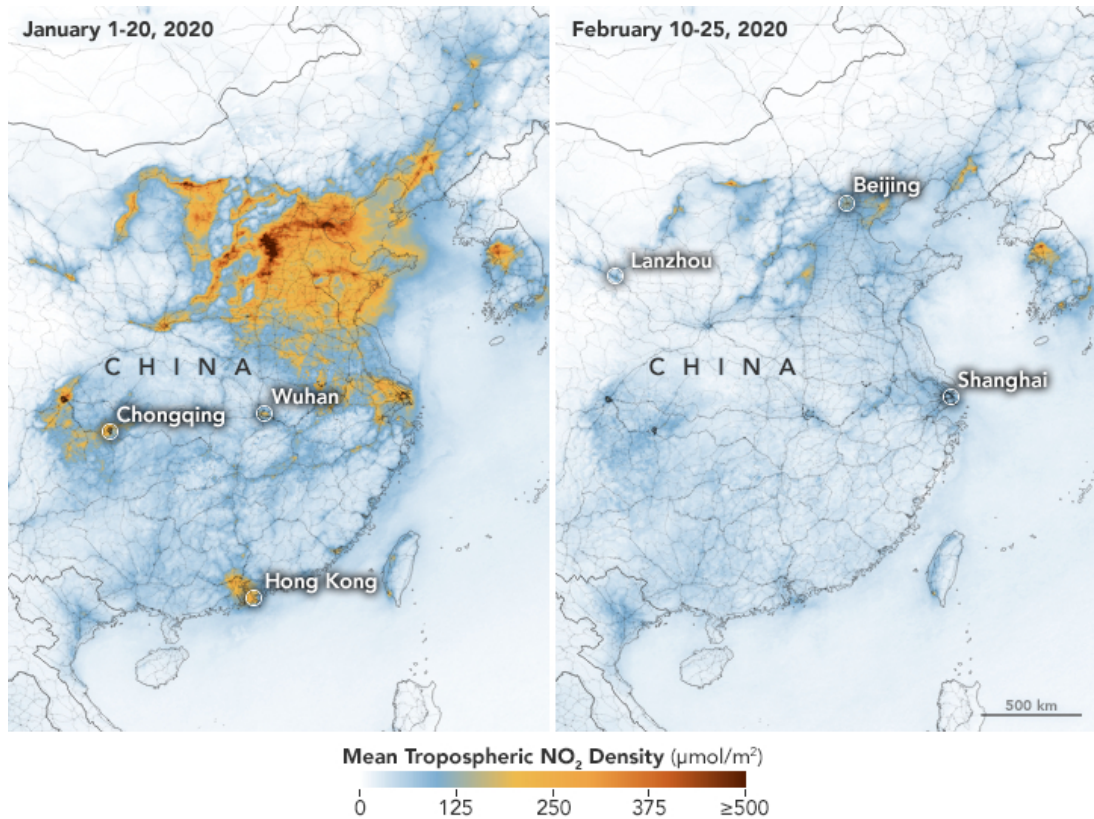 January 1-20, 2020
C H I N A
Wuhan
Chongqing
Hong Kong
February 10-25, 2020
Beijing
Lanzhou
C H I N A
Shanghai
500 km
Mean Tropospheric NO₂ Density (µmol/m²)
0 125 250 375 ≥500